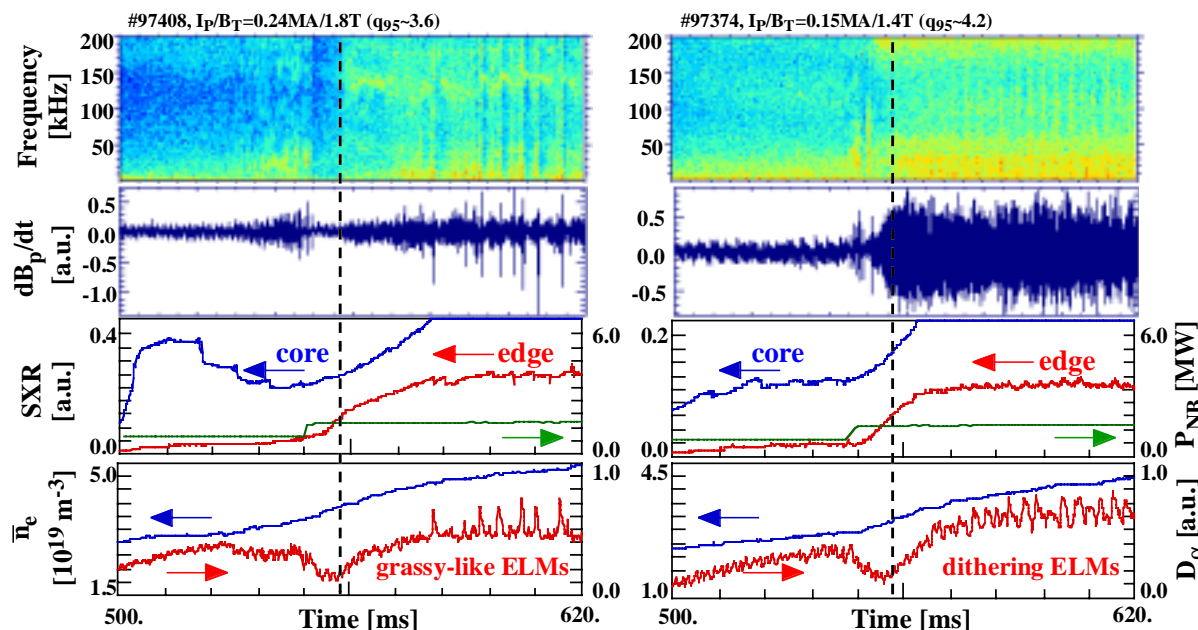 #97408, I_P/B_T=0.24MA/1.8T (q_95~3.6)
200
150
100
50
Frequency
[kHz]
0.5
0.0
-0.5
-1.0
dB_p/dt
[a.u.]
0.4
0.0
SXR
[a.u.]
core
edge
6.0
0.0
5.0
1.5
n̅_e
[10^19 m^-3]
1.0
0.0
grassy-like ELMs
500.
Time [ms]
620.
#97374, I_P/B_T=0.15MA/1.4T (q_95~4.2)
200
150
100
50
0.5
0.0
-0.5
0.2
0.0
core
edge
6.0
0.0
P_NB [MW]
4.5
1.0
1.0
0.0
D_α [a.u.]
dithering ELMs
500.
Time [ms]
620.